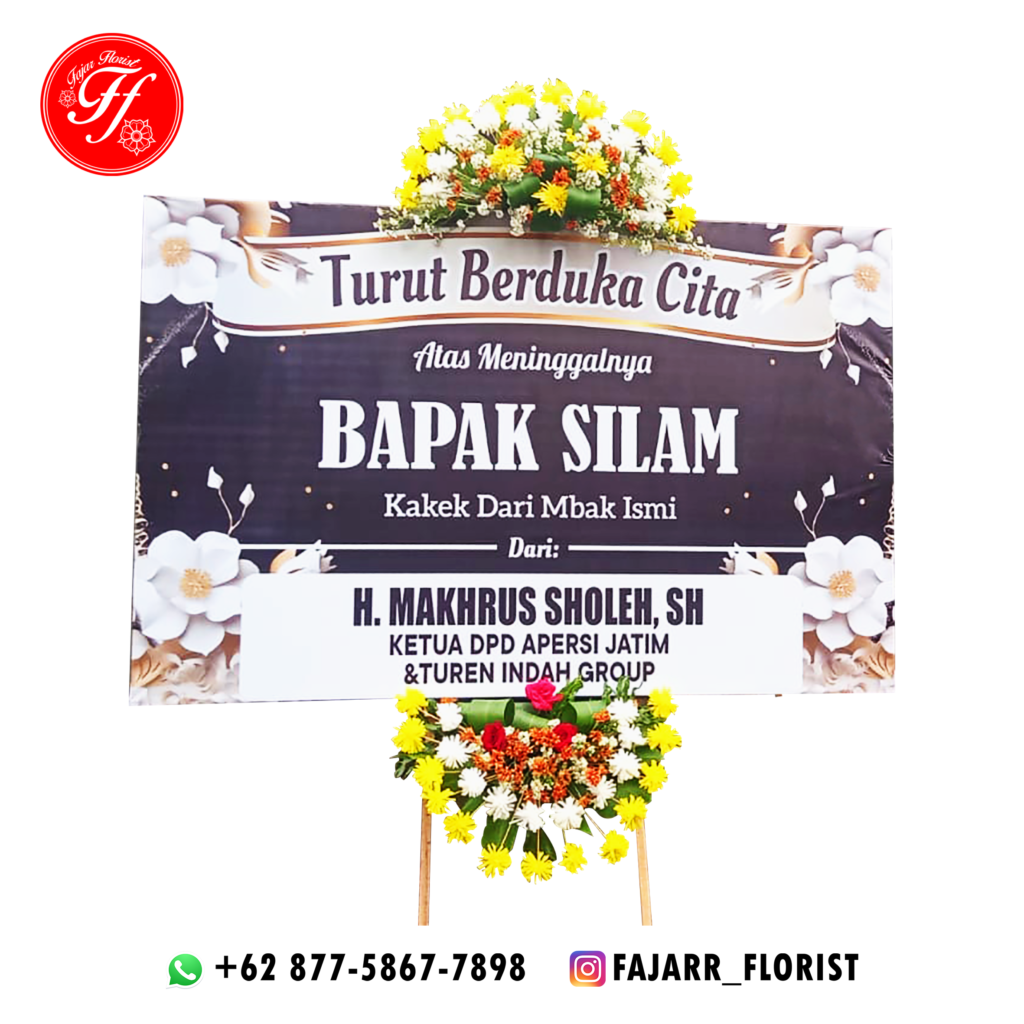 Fajar Florist
Ff
Turut Berduka Cita
Atas Meninggalnya
BAPAK SILAM
Kakek Dari Mbak Ismi
Dari:
H. MAKHRUS SHOLEH, SH
KETUA DPD APERSI JATIM
&TUREN INDAH GROUP
+62 877-5867-7898
FAJARR_FLORIST